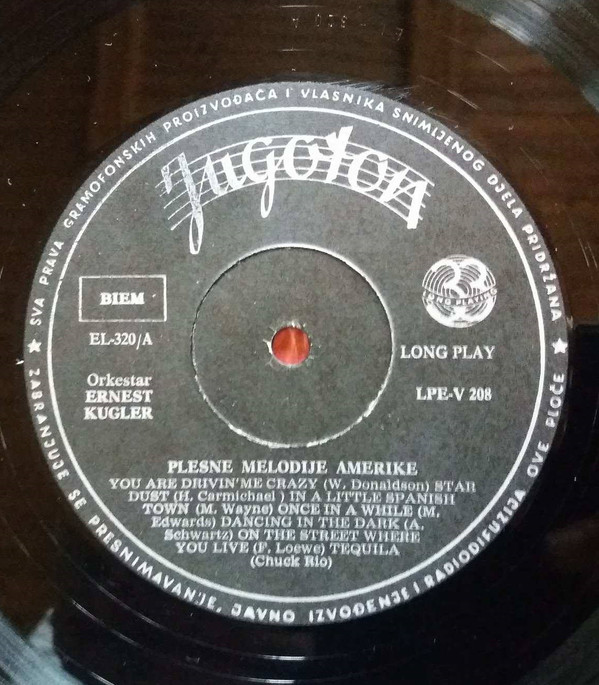 SVA PRAVA GRAMOFONSKIH PROIZVOĐAČA I VLASNIKA SNIMLJENOG DJELA PRIDRŽANA
Jugoton
BIEM
LONG PLAYING
EL-320/A
LONG PLAY
Orkestar
ERNEST
KUGLER
LPE-V 208
PLESNE MELODIJE AMERIKE
YOU ARE DRIVIN'ME CRAZY (W. Donaldson) STAR
DUST (H. Carmichael ) IN A LITTLE SPANISH
TOWN (M. Wayne) ONCE IN A WHILE (M,
Edwards) DANCING IN THE DARK (A.
Schwartz) ON THE STREET WHERE
YOU LIVE (F. Loewe) TEQUILA
(Chuck Rio)
ZABRANJUJE SE PRESNIMAVANJE, JAVNO IZVOĐENJE I RADIODIFUZIJA OVE PLOČE